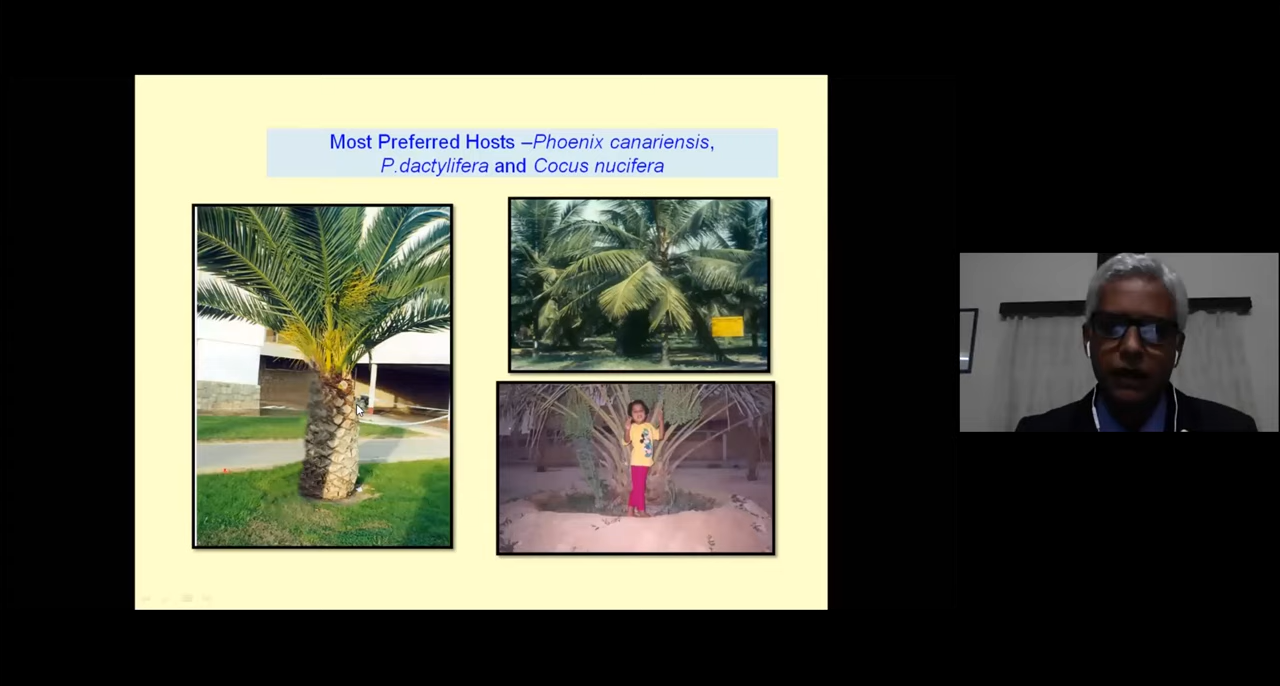 Most Preferred Hosts –Phoenix canariensis,
P.dactylifera and Cocus nucifera